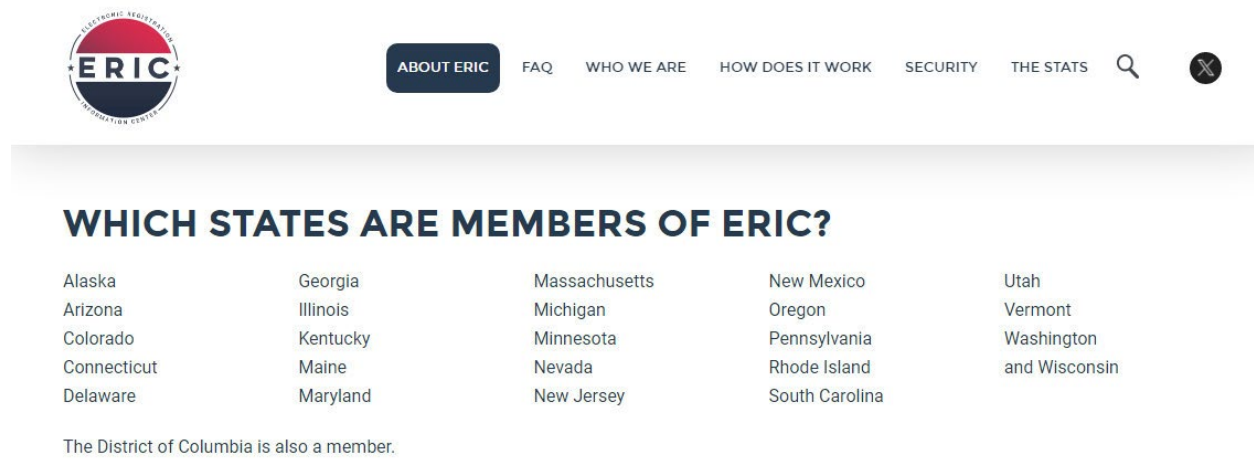 ELECTRONIC REGISTRATION
ERIC
INFORMATION CENTER
ABOUT ERIC
FAQ
WHO WE ARE
HOW DOES IT WORK
SECURITY
THE STATS
WHICH STATES ARE MEMBERS OF ERIC?
Alaska
Arizona
Colorado
Connecticut
Delaware
Georgia
Illinois
Kentucky
Maine
Maryland
Massachusetts
Michigan
Minnesota
Nevada
New Jersey
New Mexico
Oregon
Pennsylvania
Rhode Island
South Carolina
Utah
Vermont
Washington
and Wisconsin
The District of Columbia is also a member.